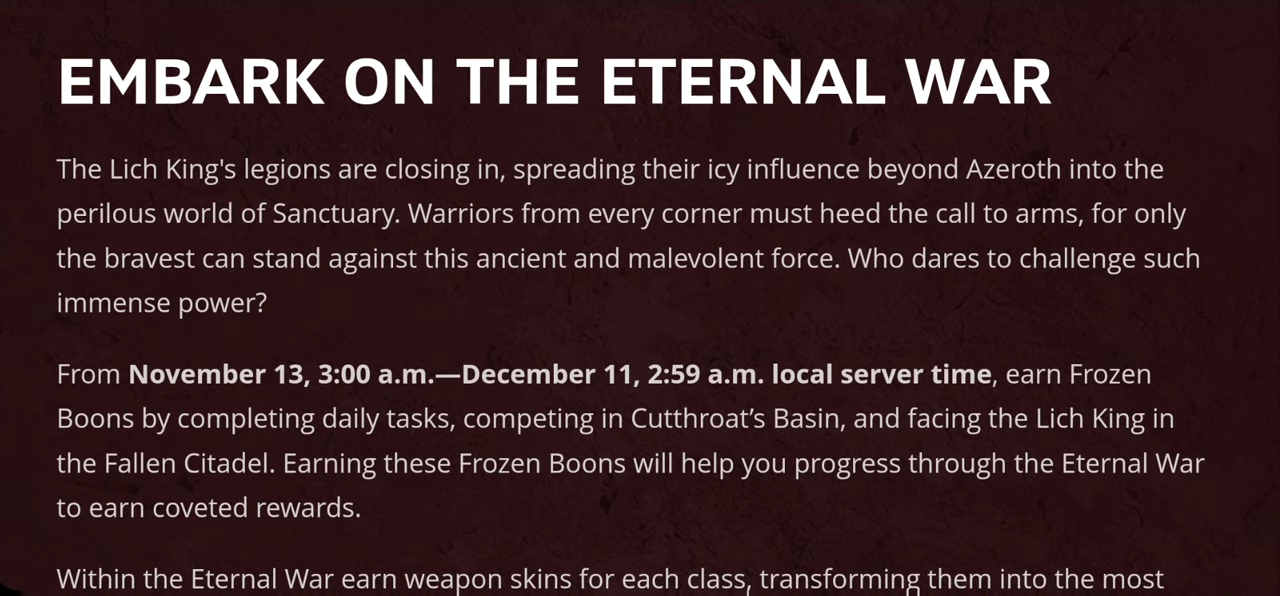 EMBARK ON THE ETERNAL WAR
The Lich King's legions are closing in, spreading their icy influence beyond Azeroth into the
perilous world of Sanctuary. Warriors from every corner must heed the call to arms, for only
the bravest can stand against this ancient and malevolent force. Who dares to challenge such
immense power?
From November 13, 3:00 a.m.—December 11, 2:59 a.m. local server time, earn Frozen
Boons by completing daily tasks, competing in Cutthroat’s Basin, and facing the Lich King in
the Fallen Citadel. Earning these Frozen Boons will help you progress through the Eternal War
to earn coveted rewards.
Within the Eternal War earn weapon skins for each class, transforming them into the most